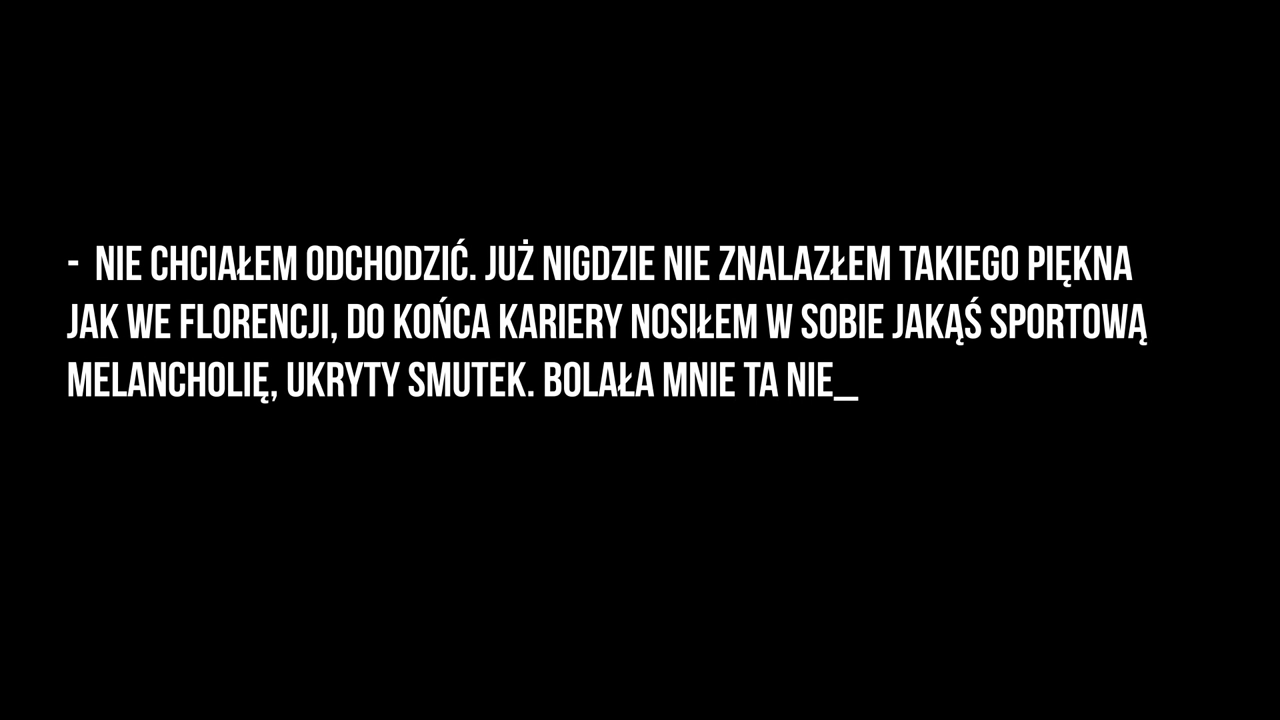 - NIE CHCIAŁEM ODCHODZIĆ. JUŻ NIGDZIE NIE ZNALAZŁEM TAKIEGO PIĘKNA
JAK WE FLORENCJI, DO KOŃCA KARIERY NOSIŁEM W SOBIE JAKĄŚ SPORTOWĄ
MELANCHOLIĘ, UKRYTY SMUTEK. BOLAŁA MNIE TA NIE_